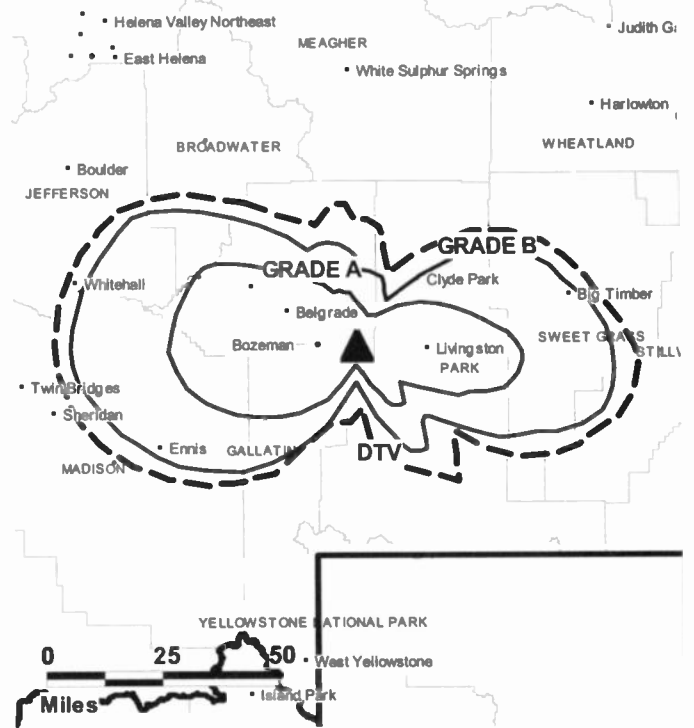 Helena Valley Northeast
Judith
MEAGHER
East Helena
White Sulphur Springs
Harlowton
BROADWATER
WHEATLAND
Boulder
JEFFERSON
GRADE B
GRADE A
Clyde Park
Whitehall
Big Timber
Belgrade
SWEET GRASS
Bozeman
Livingston
STILLW
PARK
Twin Bridges
Sheridan
Ennis
GALLATIN
DTV
MADISON
YELLOWSTONE NATIONAL PARK
0 25 50
West Yellowstone
Island Park
Miles